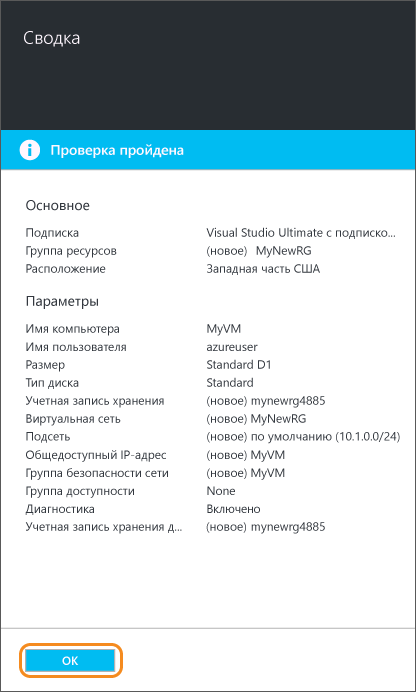 Сводка
Проверка пройдена
Основное
Подписка Visual Studio Ultimate с подписко...
Группа ресурсов (новое) MyNewRG
Расположение Западная часть США
Параметры
Имя компьютера MyVM
Имя пользователя azureuser
Размер Standard D1
Тип диска Standard
Учетная запись хранения (новое) mynewrg4885
Виртуальная сеть (новое) MyNewRG
Подсеть (новое) по умолчанию (10.1.0.0/24)
Общедоступный IP-адрес (новое) MyVM
Группа безопасности сети (новое) MyVM
Группа доступности None
Диагностика Включено
Учетная запись хранения д... (новое) mynewrg4885
ОК